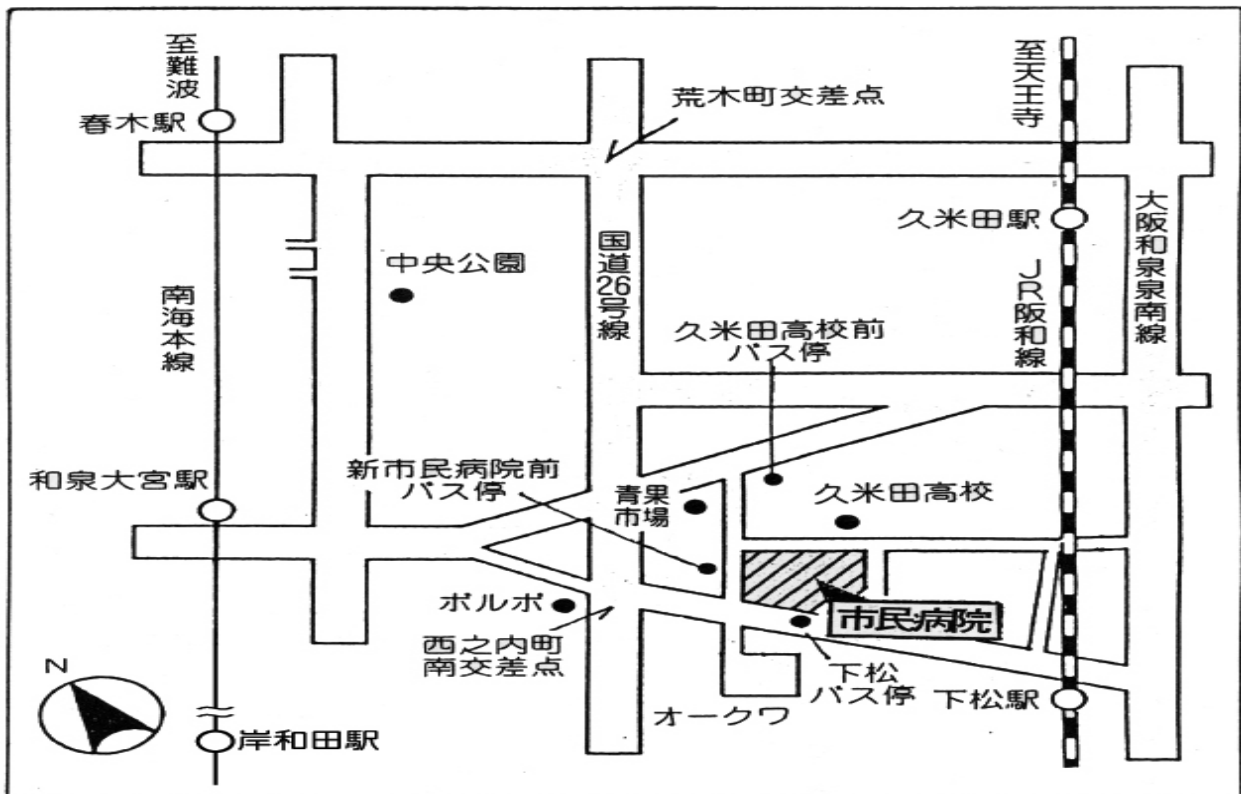 至難波
春木駅
荒木町交差点
至天王寺
久米田駅
大阪和泉泉南線
中央公園
国道26号線
南海本線
JR阪和線
久米田高校前
バス停
和泉大宮駅
新市民病院前
バス停
青果
市場
久米田高校
ボルボ
市民病院
西之内町
南交差点
下松
バス停
下松駅
オークワ
N
岸和田駅